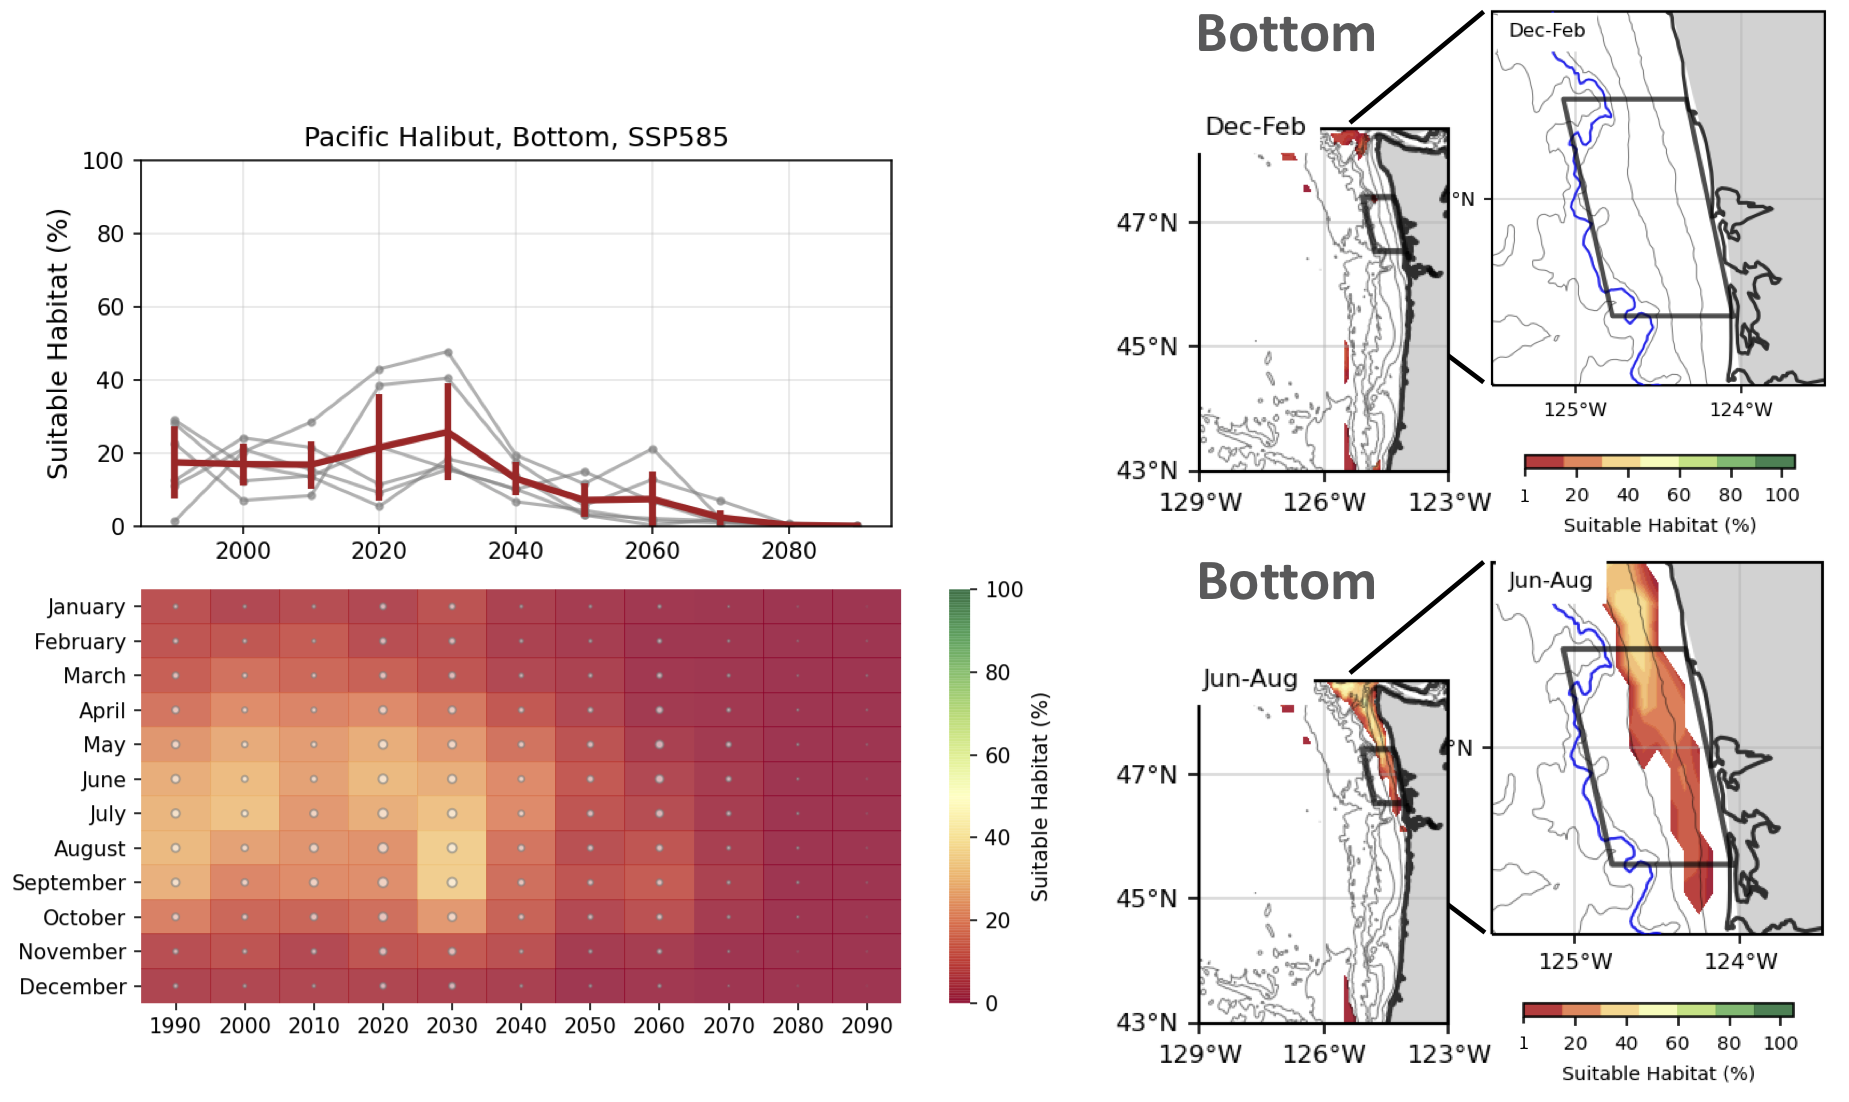 Pacific Halibut, Bottom, SSP585
Suitable Habitat (%)
100
80
60
40
20
0
2000 2020 2040 2060 2080
January
February
March
April
May
June
July
August
September
October
November
December
1990 2000 2010 2020 2030 2040 2050 2060 2070 2080 2090
100
80
60
40
20
0
Suitable Habitat (%)
Bottom
Dec-Feb
47°N
45°N
43°N
129°W 126°W 123°W
Dec-Feb
°N
125°W 124°W
1 20 40 60 80 100
Suitable Habitat (%)
Bottom
Jun-Aug
47°N
45°N
43°N
129°W 126°W 123°W
Jun-Aug
°N
125°W 124°W
1 20 40 60 80 100
Suitable Habitat (%)